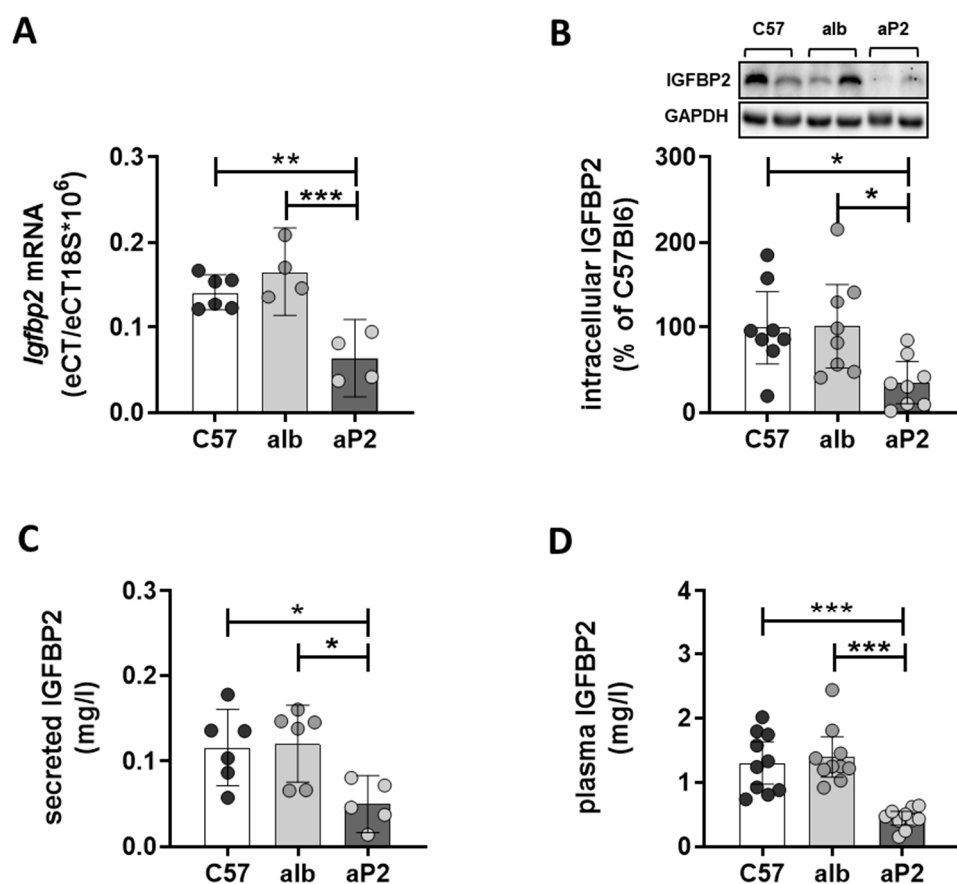 A
Igfbp2 mRNA
(eCT/eCT18S*10⁶)
0.3
0.2
0.1
0.0
**
***
C57
alb
aP2
B
C57
alb
aP2
IGFBP2
GAPDH
intracellular IGFBP2
(% of C57Bl6)
300
200
100
0
*
*
C57
alb
aP2
C
secreted IGFBP2
(mg/l)
0.3
0.2
0.1
0.0
*
*
C57
alb
aP2
D
plasma IGFBP2
(mg/l)
4
3
2
1
0
***
***
C57
alb
aP2